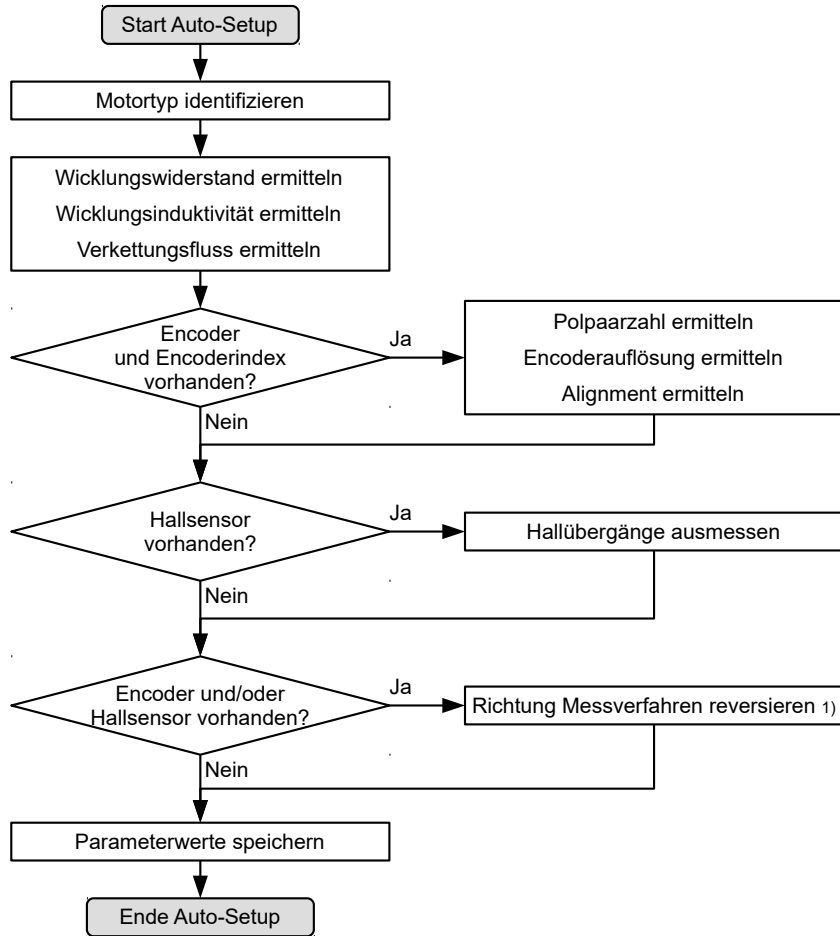 Start Auto-Setup
Motortyp identifizieren
Wicklungswiderstand ermitteln
Wicklungsinduktivität ermitteln
Verkettungsfluss ermitteln
Encoder
und Encoderindex
vorhanden?
Ja
Polpaarzahl ermitteln
Encoderauflösung ermitteln
Alignment ermitteln
Nein
Hallsensor
vorhanden?
Ja
Hallübergänge ausmessen
Nein
Encoder und/oder
Hallsensor vorhanden?
Ja
Richtung Messverfahren reversieren 1)
Nein
Parameterwerte speichern
Ende Auto-Setup